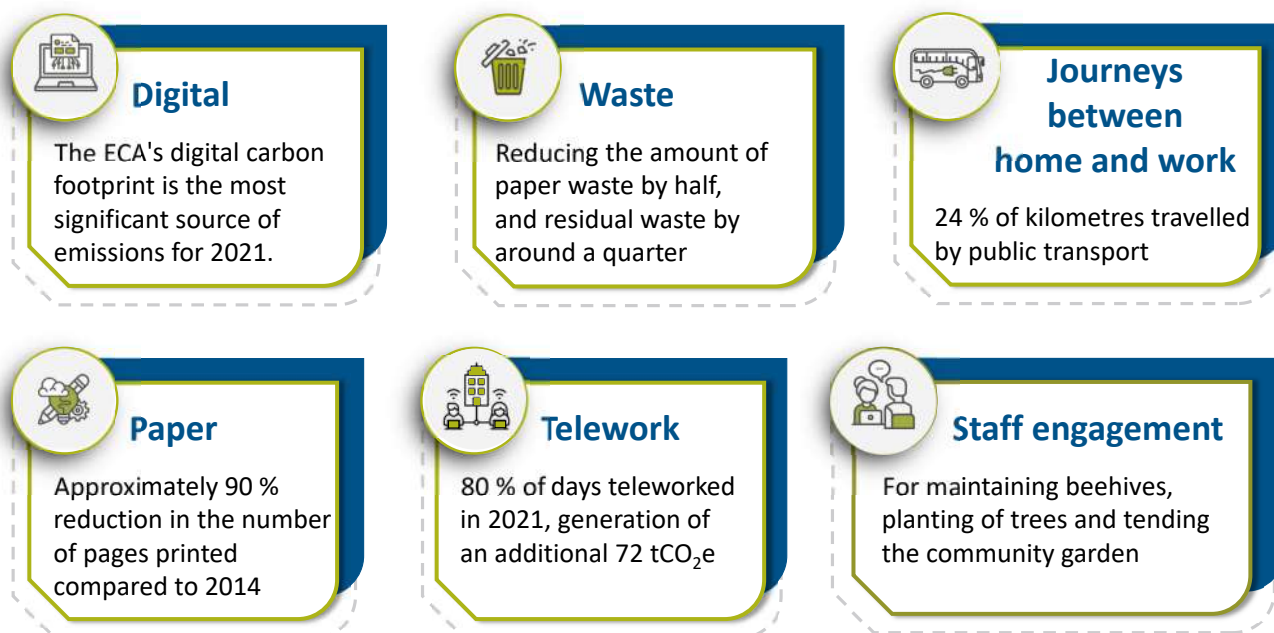 Digital
The ECA's digital carbon
footprint is the most
significant source of
emissions for 2021.
Waste
Reducing the amount of
paper waste by half,
and residual waste by
around a quarter
Journeys
between
home and work
24 % of kilometres travelled
by public transport
Paper
Approximately 90 %
reduction in the number
of pages printed
compared to 2014
Telework
80 % of days teleworked
in 2021, generation of
an additional 72 tCO₂e
Staff engagement
For maintaining beehives,
planting of trees and tending
the community garden